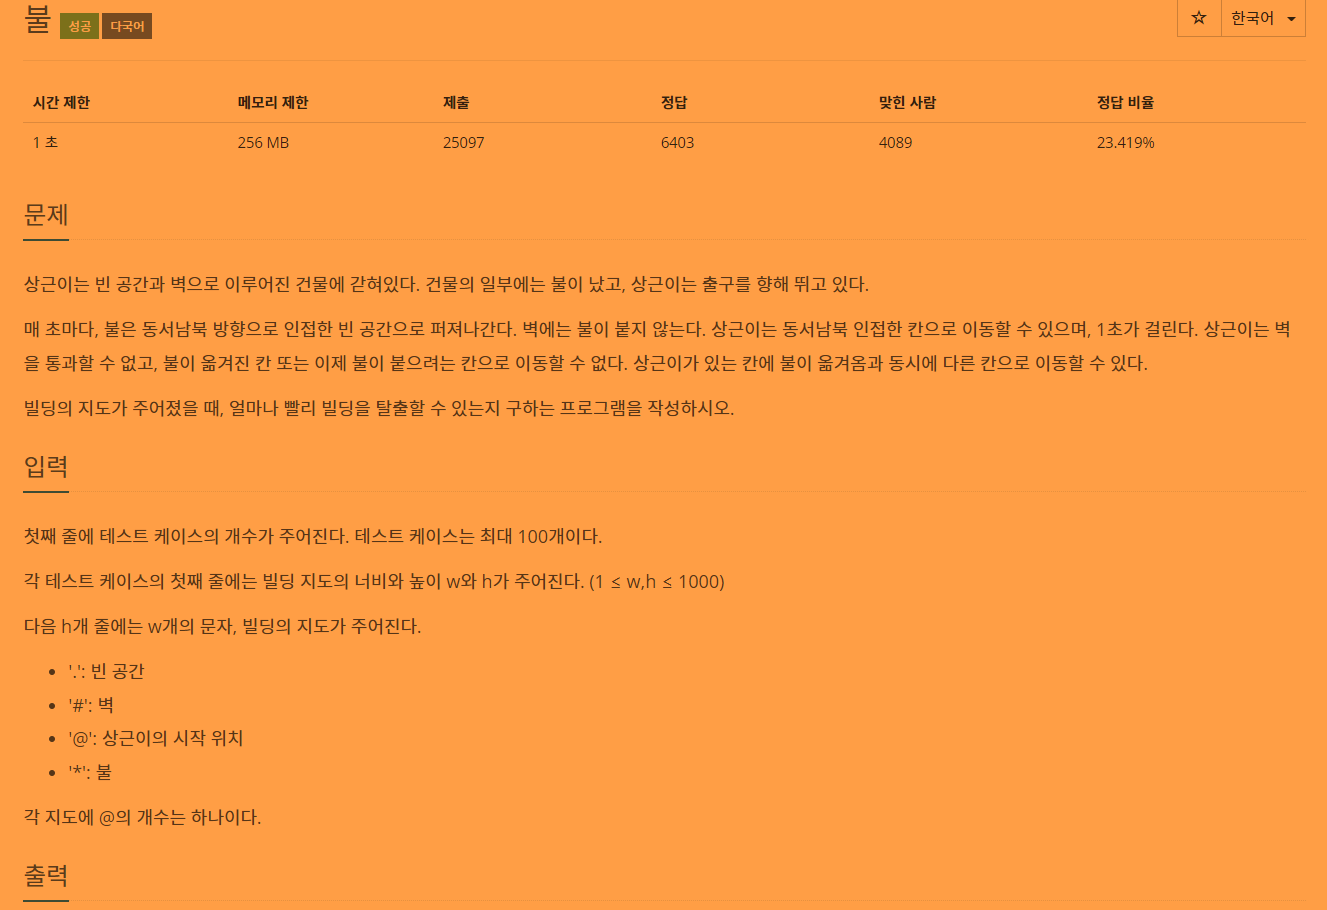 불 성공 다국어 ☆ 한국어
시간 제한 메모리 제한 제출 정답 맞힌 사람 정답 비율
1 초 256 MB 25097 6403 4089 23.419%
문제
상근이는 빈 공간과 벽으로 이루어진 건물에 갇혀있다. 건물의 일부에는 불이 났고, 상근이는 출구를 향해 뛰고 있다.
매 초마다, 불은 동서남북 방향으로 인접한 빈 공간으로 퍼져나간다. 벽에는 불이 붙지 않는다. 상근이는 동서남북 인접한 칸으로 이동할 수 있으며, 1초가 걸린다. 상근이는 벽
을 통과할 수 없고, 불이 옮겨진 칸 또는 이제 불이 붙으려는 칸으로 이동할 수 없다. 상근이가 있는 칸에 불이 옮겨옴과 동시에 다른 칸으로 이동할 수 있다.
빌딩의 지도가 주어졌을 때, 얼마나 빨리 빌딩을 탈출할 수 있는지 구하는 프로그램을 작성하시오.
입력
첫째 줄에 테스트 케이스의 개수가 주어진다. 테스트 케이스는 최대 100개이다.
각 테스트 케이스의 첫째 줄에는 빌딩 지도의 너비와 높이 w와 h가 주어진다. (1 ≤ w,h ≤ 1000)
다음 h개 줄에는 w개의 문자, 빌딩의 지도가 주어진다.
• '.': 빈 공간
• '#': 벽
• '@': 상근이의 시작 위치
• '*': 불
각 지도에 @의 개수는 하나이다.
출력